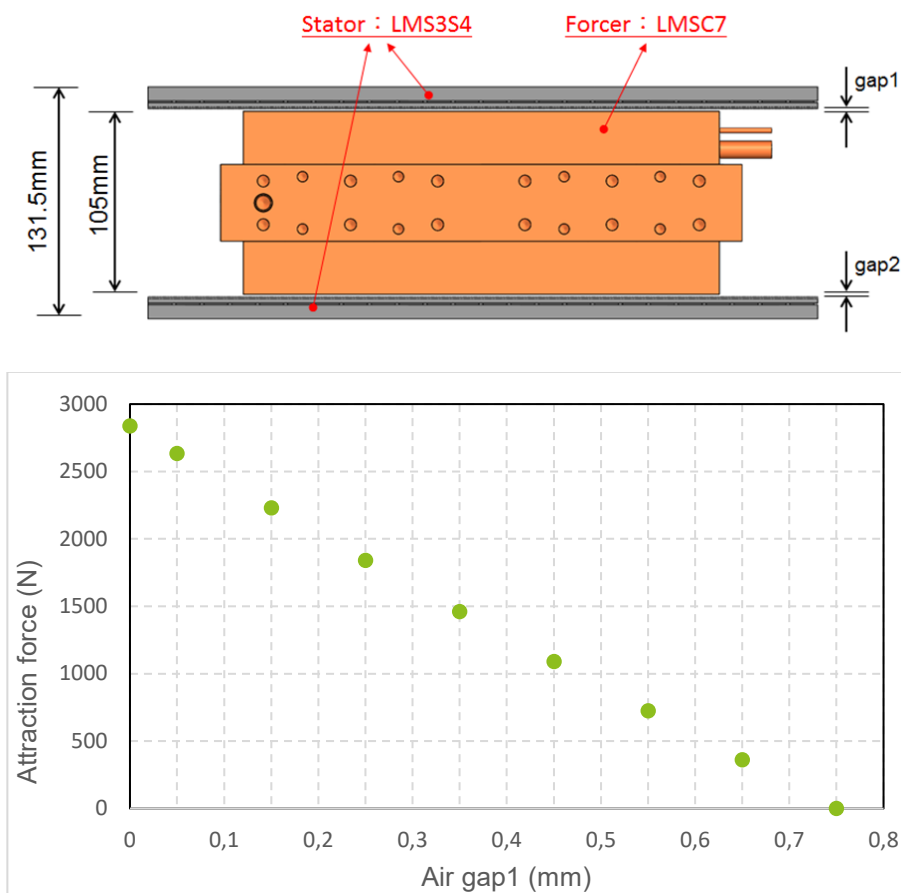 Stator：LMS3S4
Forcer：LMSC7
gap1
131.5mm
105mm
gap2
3000
2500
2000
1500
1000
500
0
Attraction force (N)
0 0,1 0,2 0,3 0,4 0,5 0,6 0,7 0,8
Air gap1 (mm)